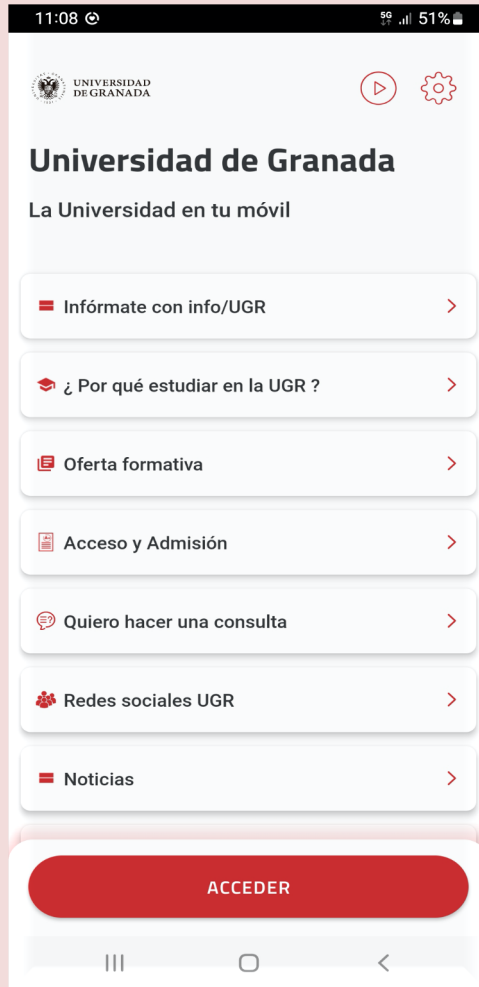 11:08
5G
51%
UNIVERSIDAD
DE GRANADA
Universidad de Granada
La Universidad en tu móvil
Infórmate con info/UGR
¿ Por qué estudiar en la UGR ?
Oferta formativa
Acceso y Admisión
Quiero hacer una consulta
Redes sociales UGR
Noticias
ACCEDER